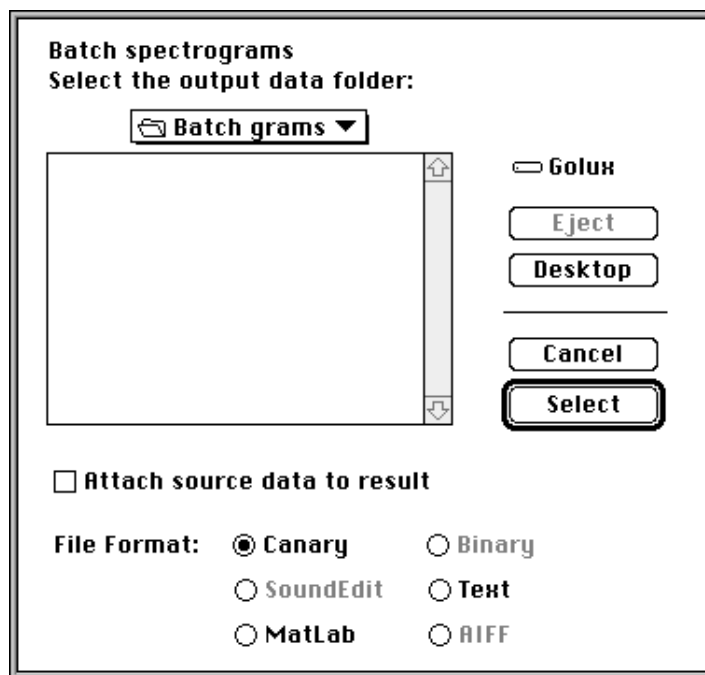 Batch spectrograms
Select the output data folder:
Batch grams
Golux
Eject
Desktop
Cancel
Select
Attach source data to result
File Format: Canary Binary
SoundEdit Text
MatLab AIFF